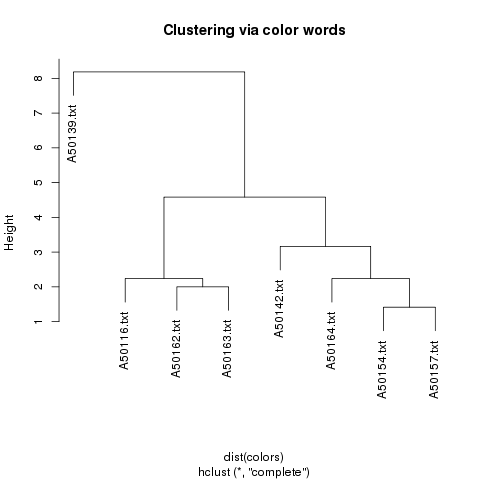 Clustering via color words
Height
8
7
6
5
4
3
2
1
A50139.txt
A50116.txt
A50162.txt
A50163.txt
A50142.txt
A50164.txt
A50154.txt
A50157.txt
dist(colors)
hclust (*, "complete")